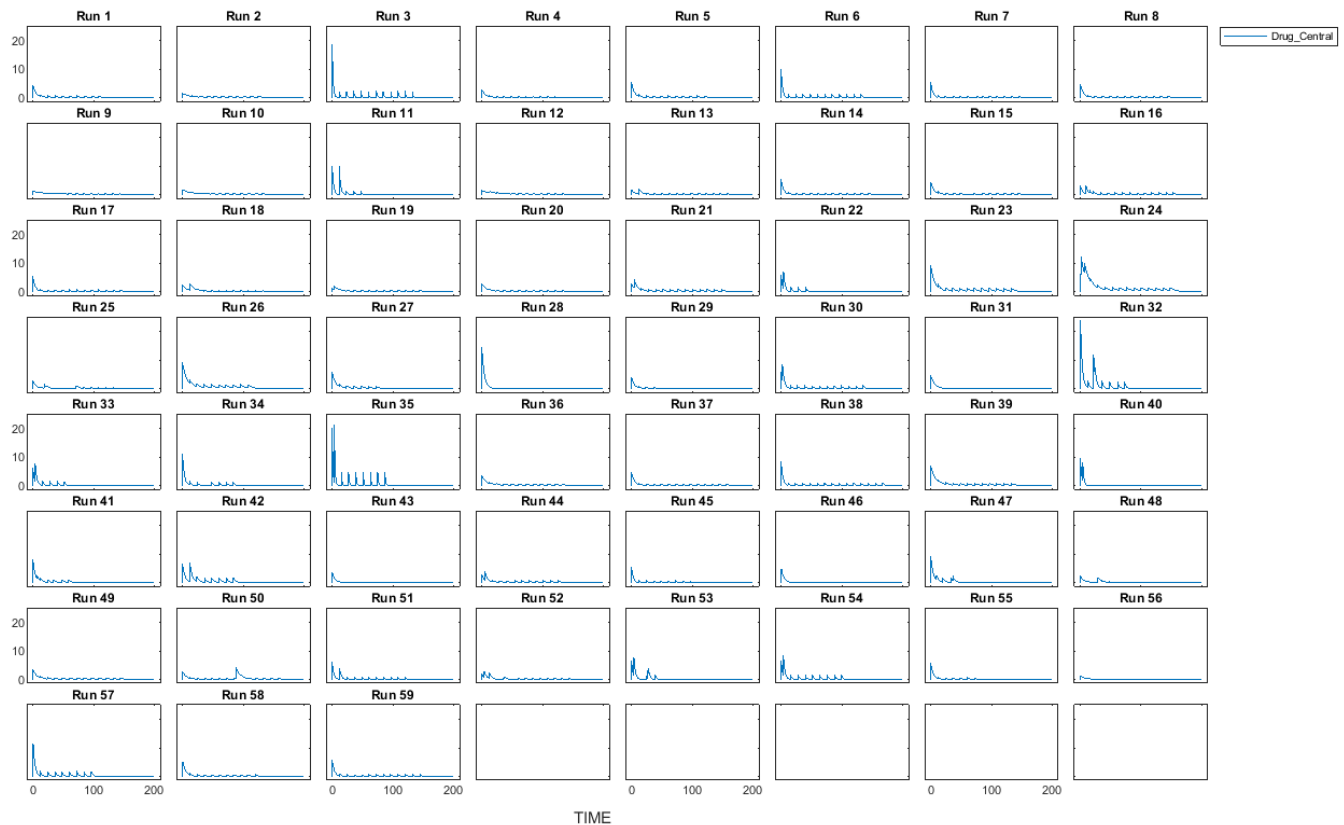 Run 1 Run 2 Run 3 Run 4 Run 5 Run 6 Run 7 Run 8
Drug_Central
20
10
0
Run 9 Run 10 Run 11 Run 12 Run 13 Run 14 Run 15 Run 16
Run 17 Run 18 Run 19 Run 20 Run 21 Run 22 Run 23 Run 24
20
10
0
Run 25 Run 26 Run 27 Run 28 Run 29 Run 30 Run 31 Run 32
Run 33 Run 34 Run 35 Run 36 Run 37 Run 38 Run 39 Run 40
20
10
0
Run 41 Run 42 Run 43 Run 44 Run 45 Run 46 Run 47 Run 48
Run 49 Run 50 Run 51 Run 52 Run 53 Run 54 Run 55 Run 56
20
10
0
Run 57 Run 58 Run 59
0 100 200 0 100 200 0 100 200 0 100 200
TIME